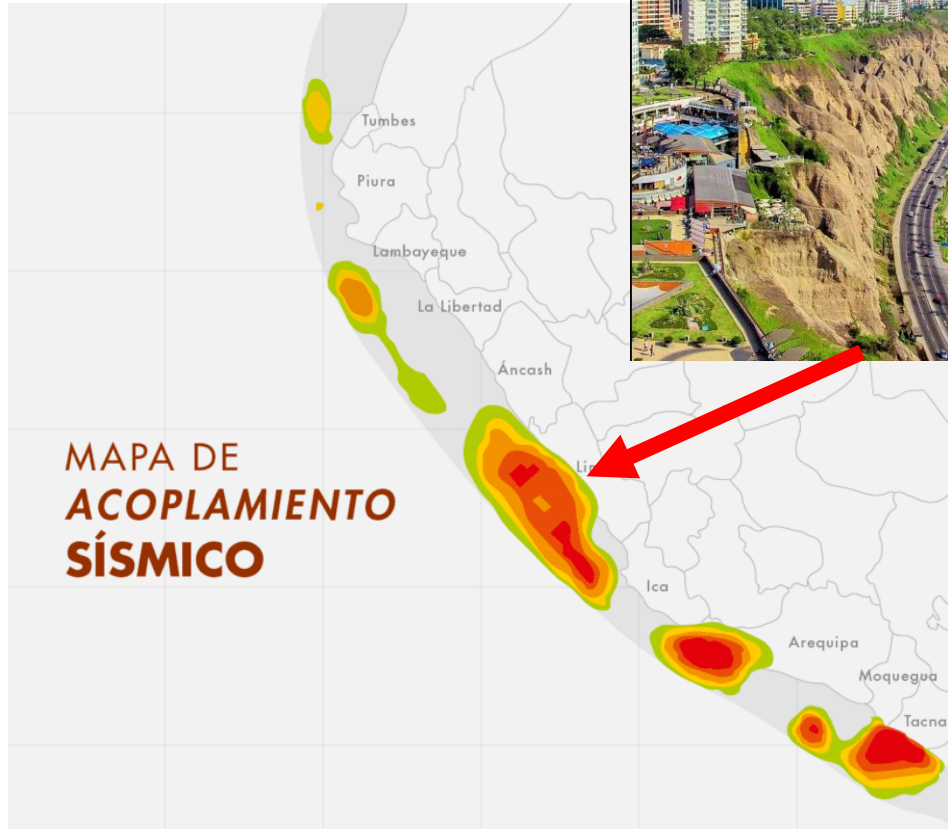 Tumbes
Piura
Lambayeque
La Libertad
Áncash
MAPA DE
ACOPLAMIENTO
SÍSMICO
Ica
Arequipa
Moquegua
Tacna